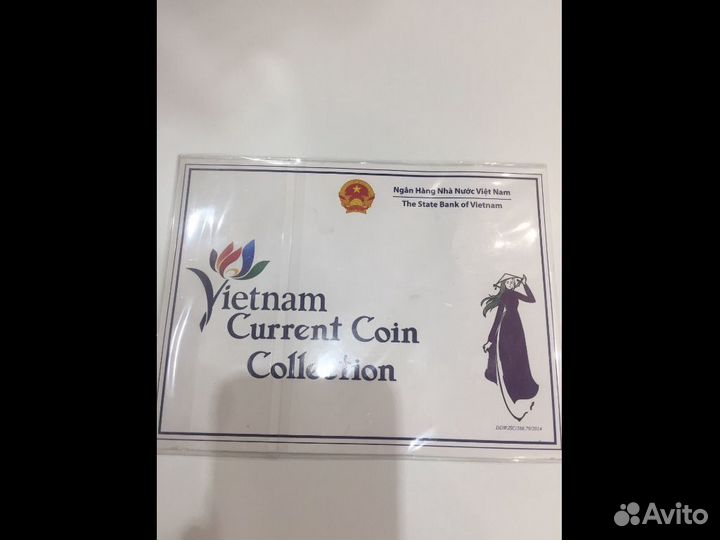 Ngân Hàng Nhà Nước Việt Nam
The State Bank of Vietnam
Vietnam
Current Coin
Collection
Avito